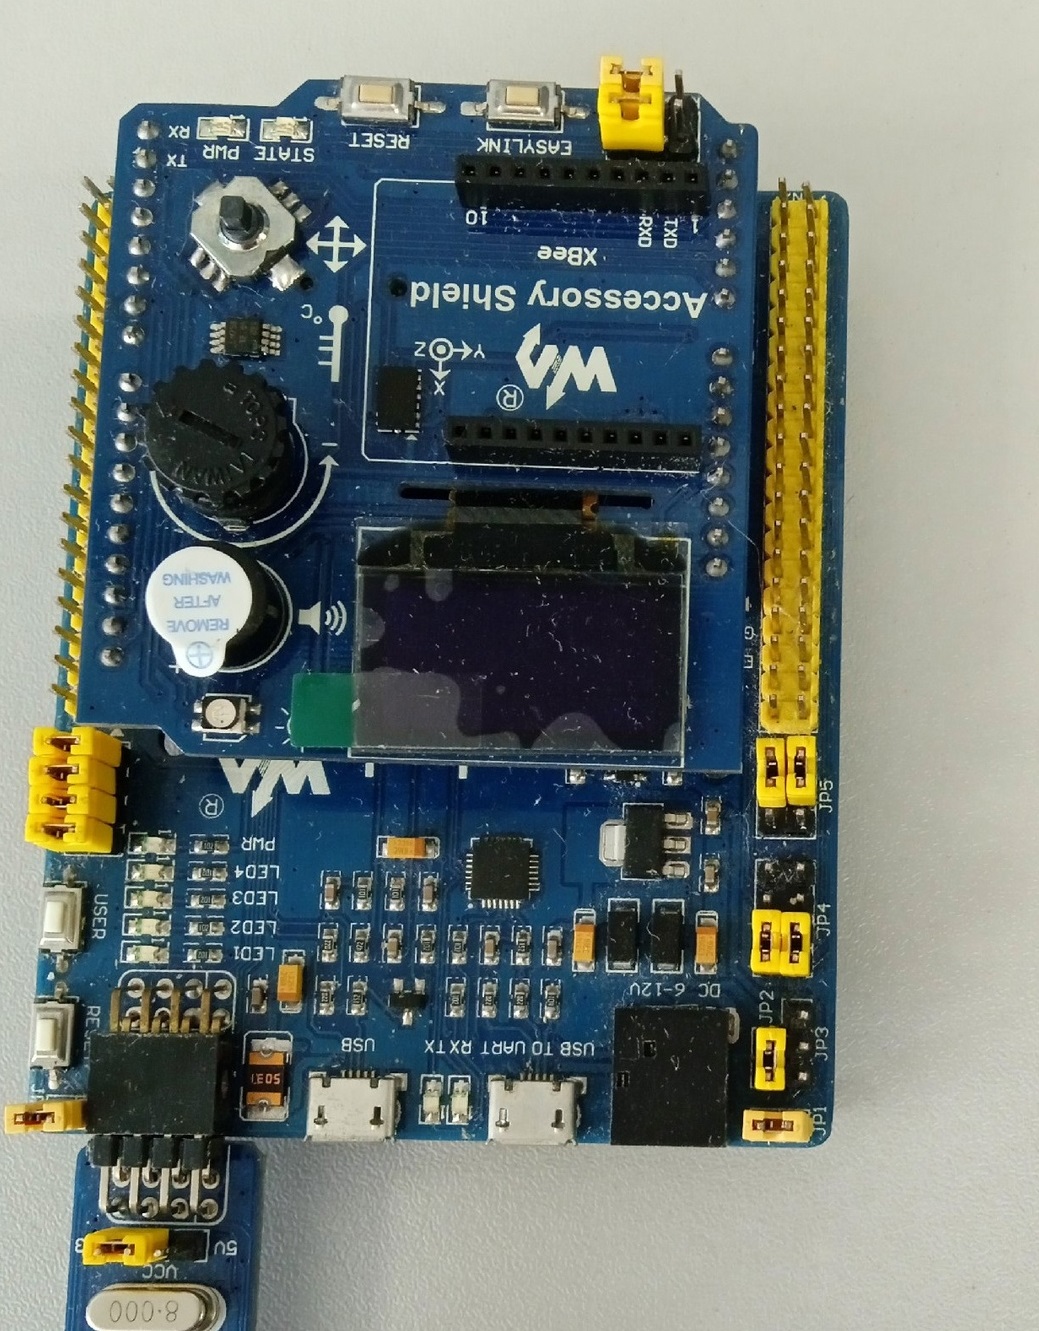 RESET
EASYLINK
RX
PWR
STATE
TX
10
RXD
TXD
1
XBee
Accessory Shield
°C
Z
Y
X
®
REMOVE
AFTER
WASHING
+
®
PWR
LED4
LED3
LED2
LED1
USER
JP5
JP4
DC 6-12V
JP2
JP3
USB
RX TX
USB TO UART
JP1
5V
VCC
8.000